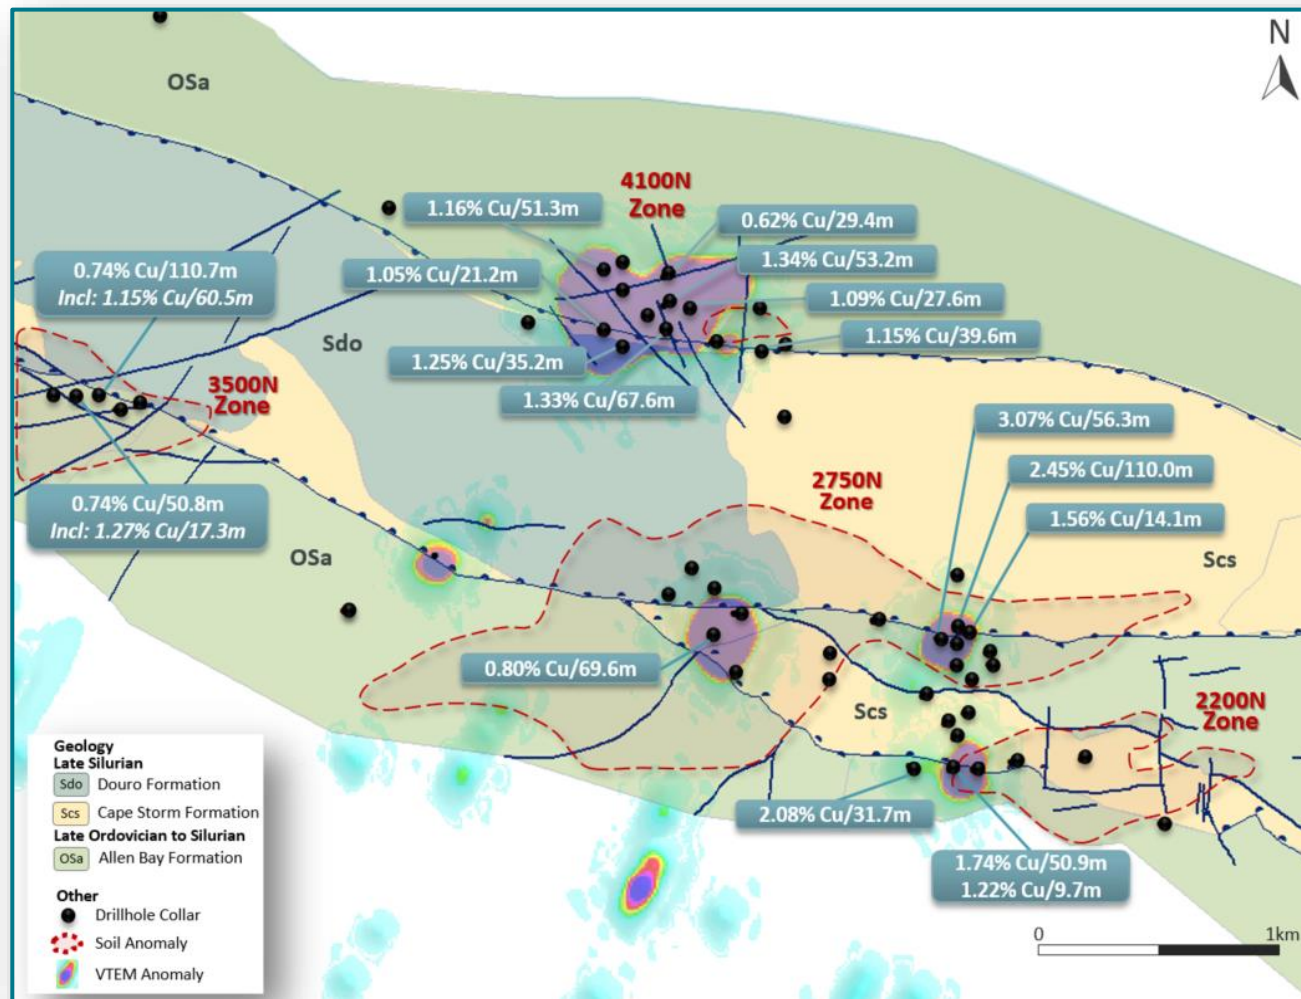 N
OSa
4100N
Zone
1.16% Cu/51.3m
0.62% Cu/29.4m
1.34% Cu/53.2m
0.74% Cu/110.7m
Incl: 1.15% Cu/60.5m
1.05% Cu/21.2m
1.09% Cu/27.6m
Sdo
1.15% Cu/39.6m
1.25% Cu/35.2m
3500N
Zone
1.33% Cu/67.6m
3.07% Cu/56.3m
2.45% Cu/110.0m
2750N
Zone
0.74% Cu/50.8m
Incl: 1.27% Cu/17.3m
1.56% Cu/14.1m
OSa
Scs
0.80% Cu/69.6m
Scs
2200N
Zone
2.08% Cu/31.7m
1.74% Cu/50.9m
1.22% Cu/9.7m
Geology
Late Silurian
Sdo Douro Formation
Scs Cape Storm Formation
Late Ordovician to Silurian
OSa Allen Bay Formation
Other
Drillhole Collar
Soil Anomaly
VTEM Anomaly
0 1km